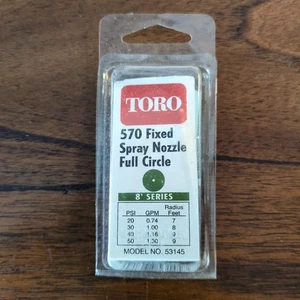 TORO
570 Fixed
Spray Nozzle
Full Circle
8' SERIES
Radius
PSI GPM Feet
20 0.74 7
30 1.00 8
40 1.16 9
50 1.30 9
MODEL NO. 53145